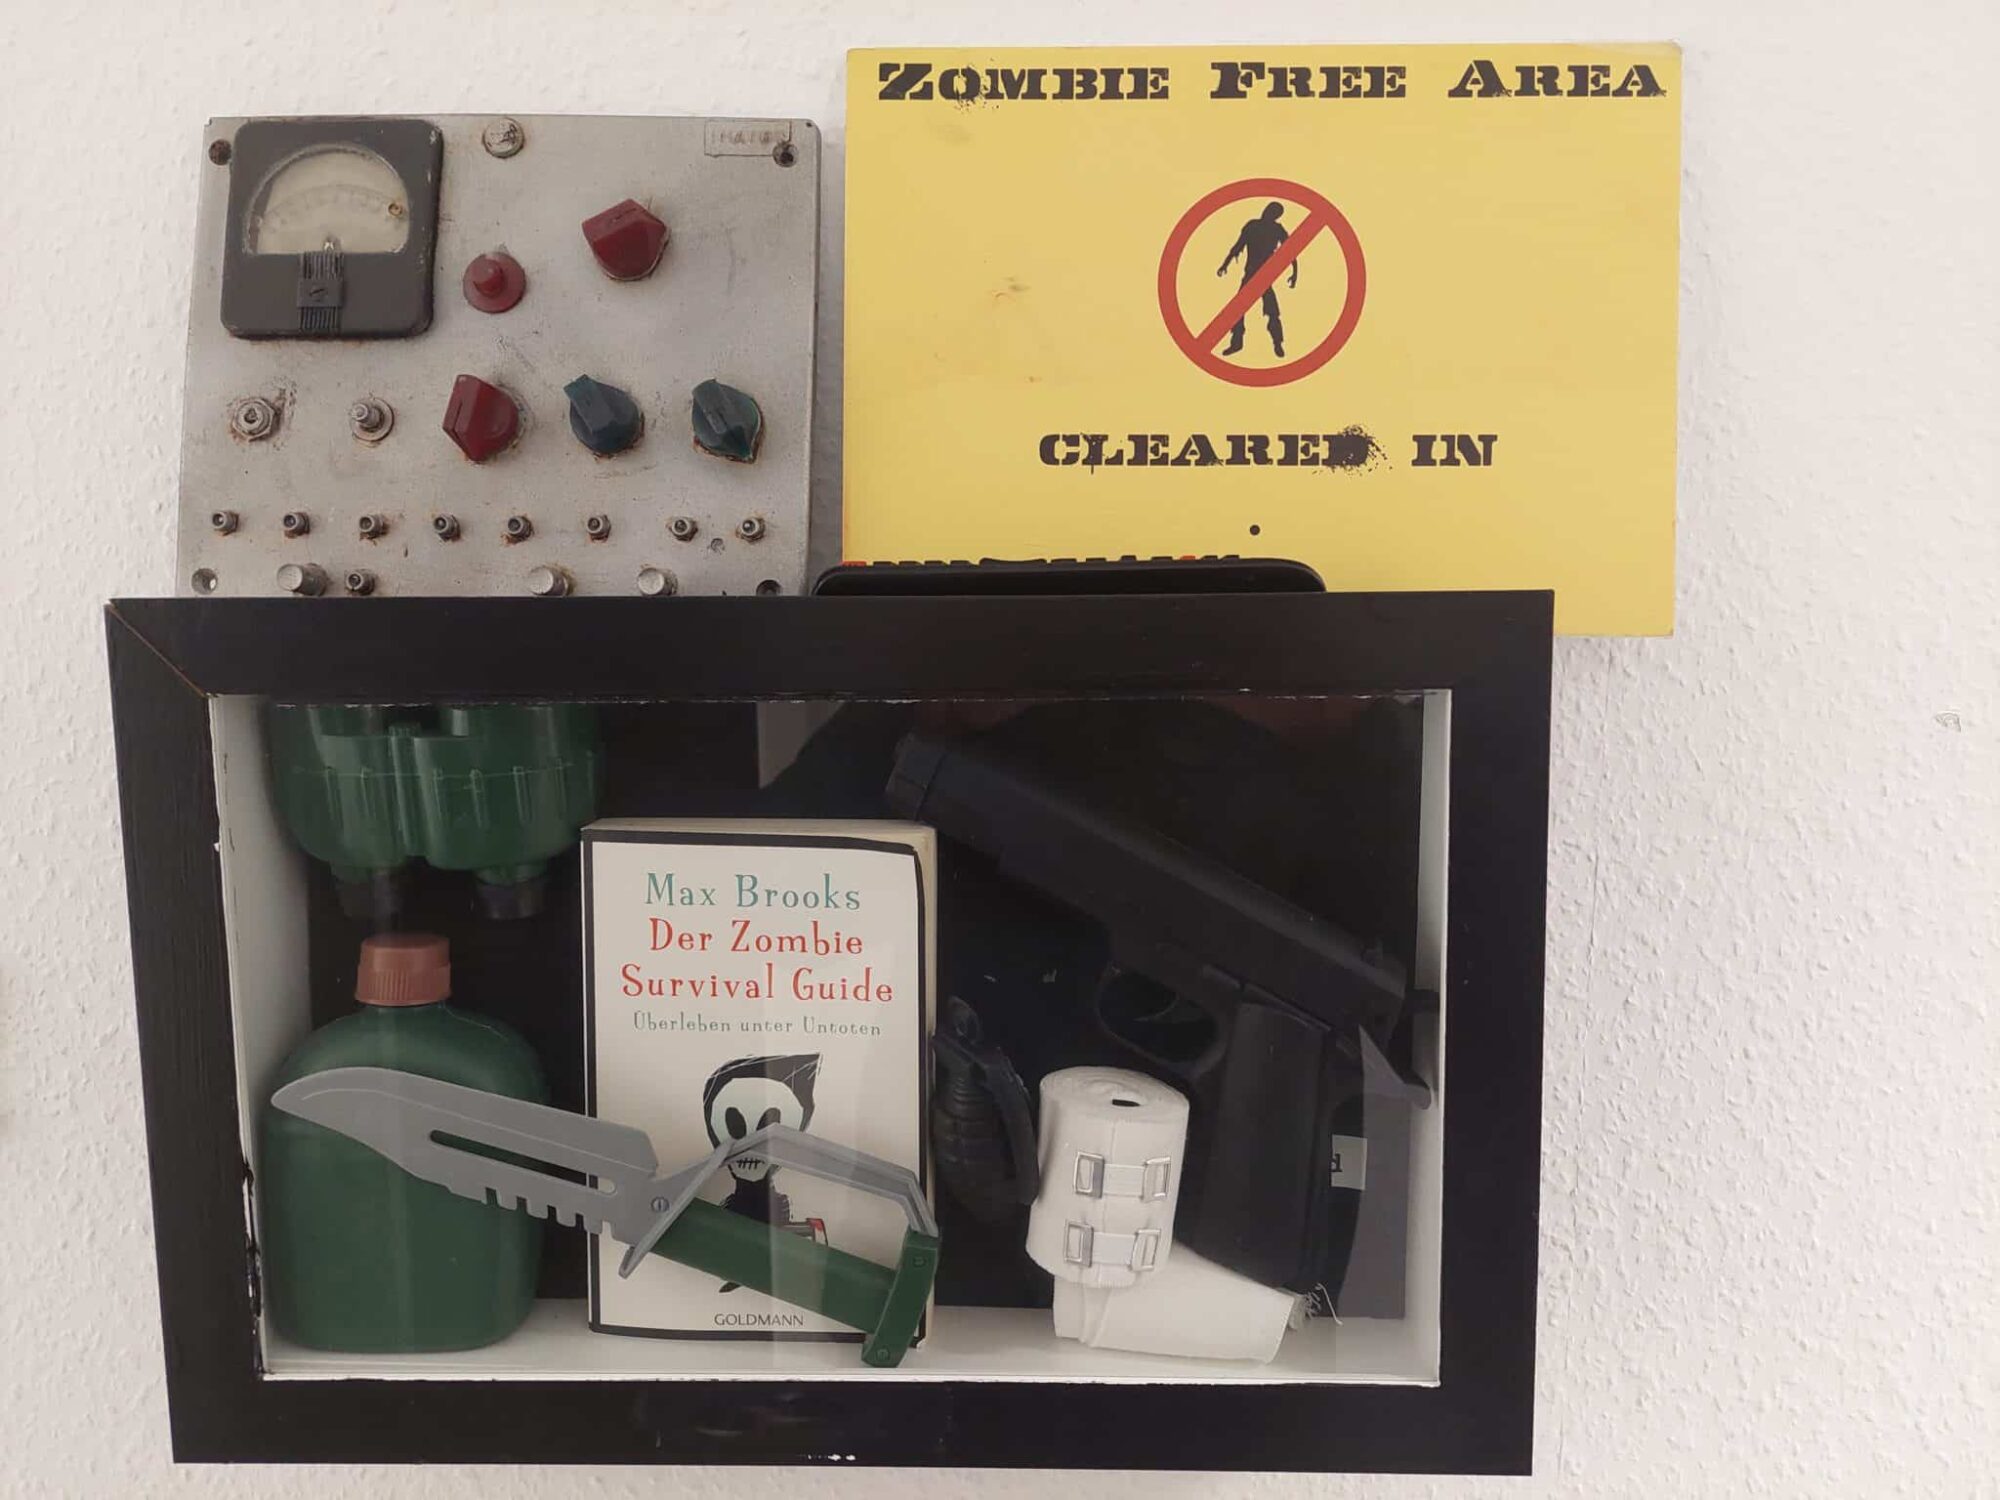 ZOMBIE FREE AREA
CLEARED IN
Max Brooks
Der Zombie
Survival Guide
Überleben unter Untoten
GOLDMANN